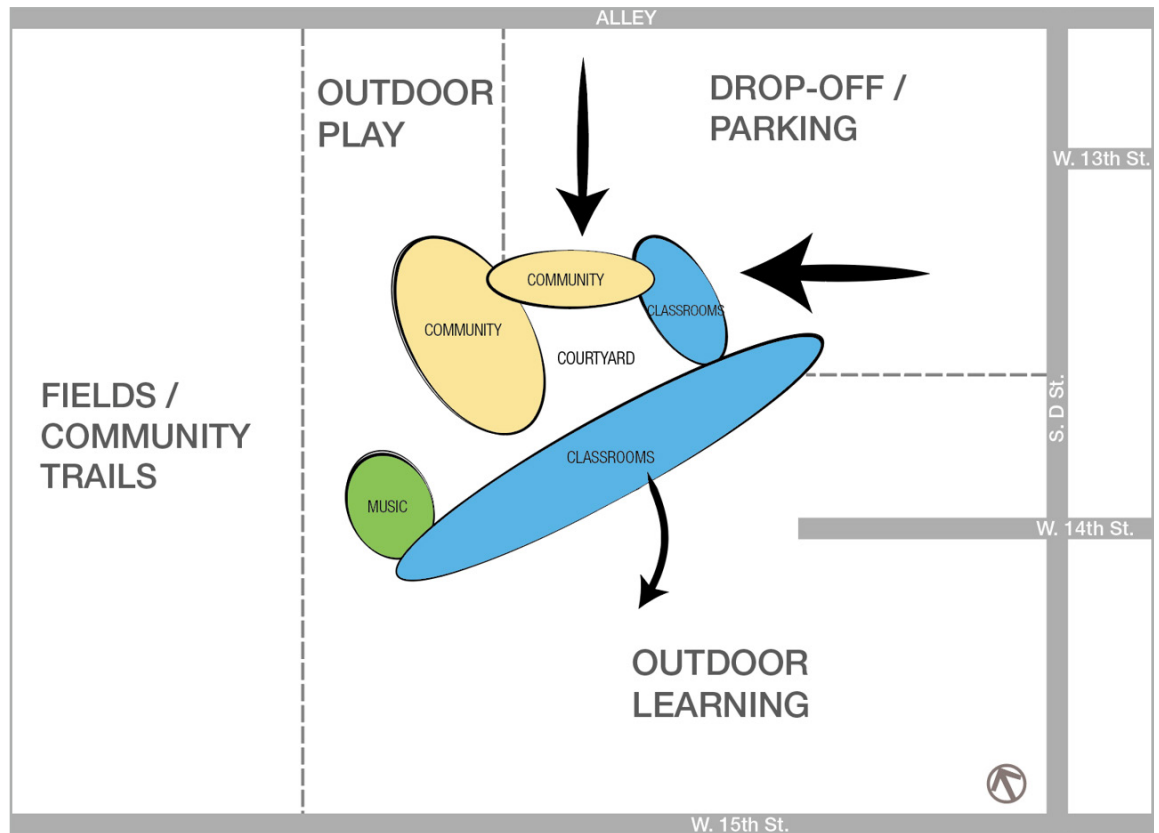 ALLEY
OUTDOOR
PLAY
DROP-OFF /
PARKING
W. 13th St.
COMMUNITY
CLASSROOMS
COMMUNITY
COURTYARD
FIELDS /
COMMUNITY
TRAILS
S. D St.
CLASSROOMS
MUSIC
W. 14th St.
OUTDOOR
LEARNING
W. 15th St.